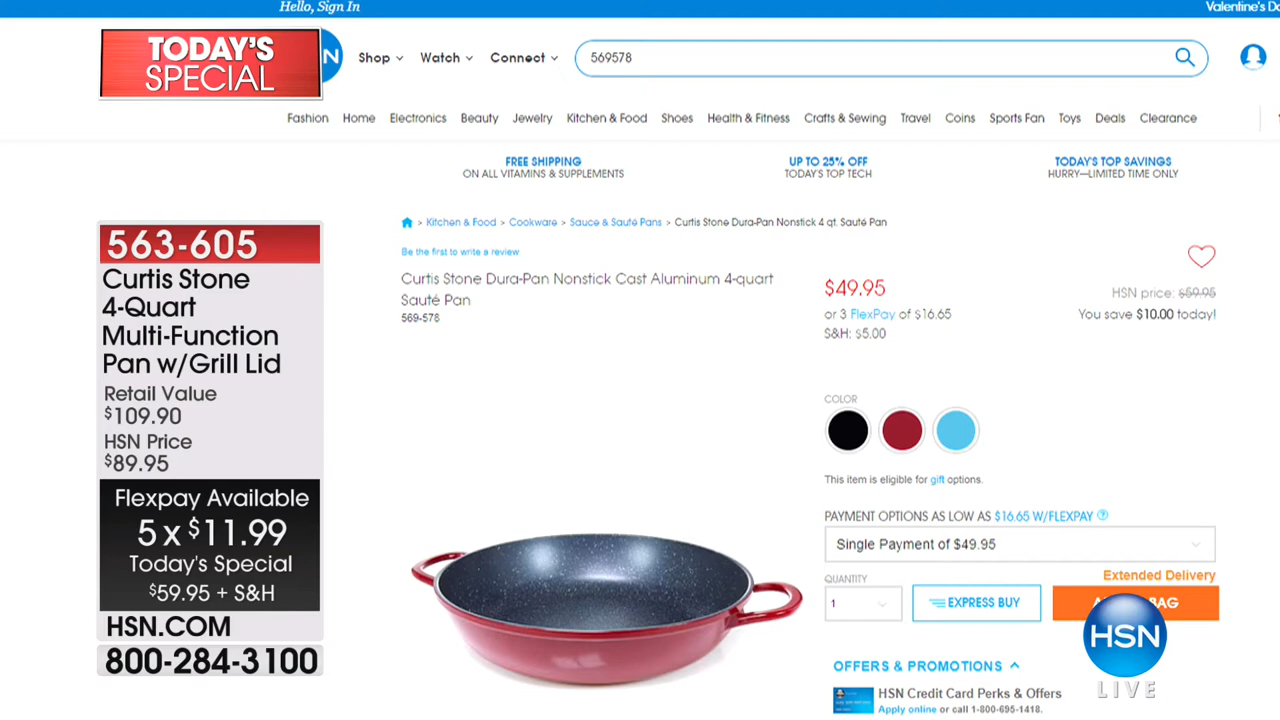 Hello, Sign In
Valentine's Da
TODAY'S
SPECIAL
N
Shop
Watch
Connect
569578
Fashion
Home
Electronics
Beauty
Jewelry
Kitchen & Food
Shoes
Health & Fitness
Crafts & Sewing
Travel
Coins
Sports Fan
Toys
Deals
Clearance
FREE SHIPPING
ON ALL VITAMINS & SUPPLEMENTS
UP TO 25% OFF
TODAY'S TOP TECH
TODAY'S TOP SAVINGS
HURRY—LIMITED TIME ONLY
563-605
Curtis Stone
4-Quart
Multi-Function
Pan w/Grill Lid
Retail Value
$109.90
HSN Price
$89.95
Flexpay Available
5 x $11.99
Today's Special
$59.95 + S&H
HSN.COM
800-284-3100
> Kitchen & Food > Cookware > Sauce & Sauté Pans > Curtis Stone Dura-Pan Nonstick 4 qt. Sauté Pan
Be the first to write a review
Curtis Stone Dura-Pan Nonstick Cast Aluminum 4-quart
Sauté Pan
569-578
$49.95
or 3 FlexPay of $16.65
S&H: $5.00
HSN price: $59.95
You save $10.00 today!
COLOR
This item is eligible for gift options.
PAYMENT OPTIONS AS LOW AS $16.65 W/FLEXPAY ?
Single Payment of $49.95
Extended Delivery
QUANTITY
1
EXPRESS BUY
A BAG
HSN
LIVE
OFFERS & PROMOTIONS
HSN Credit Card Perks & Offers
Apply online or call 1-800-695-1418.